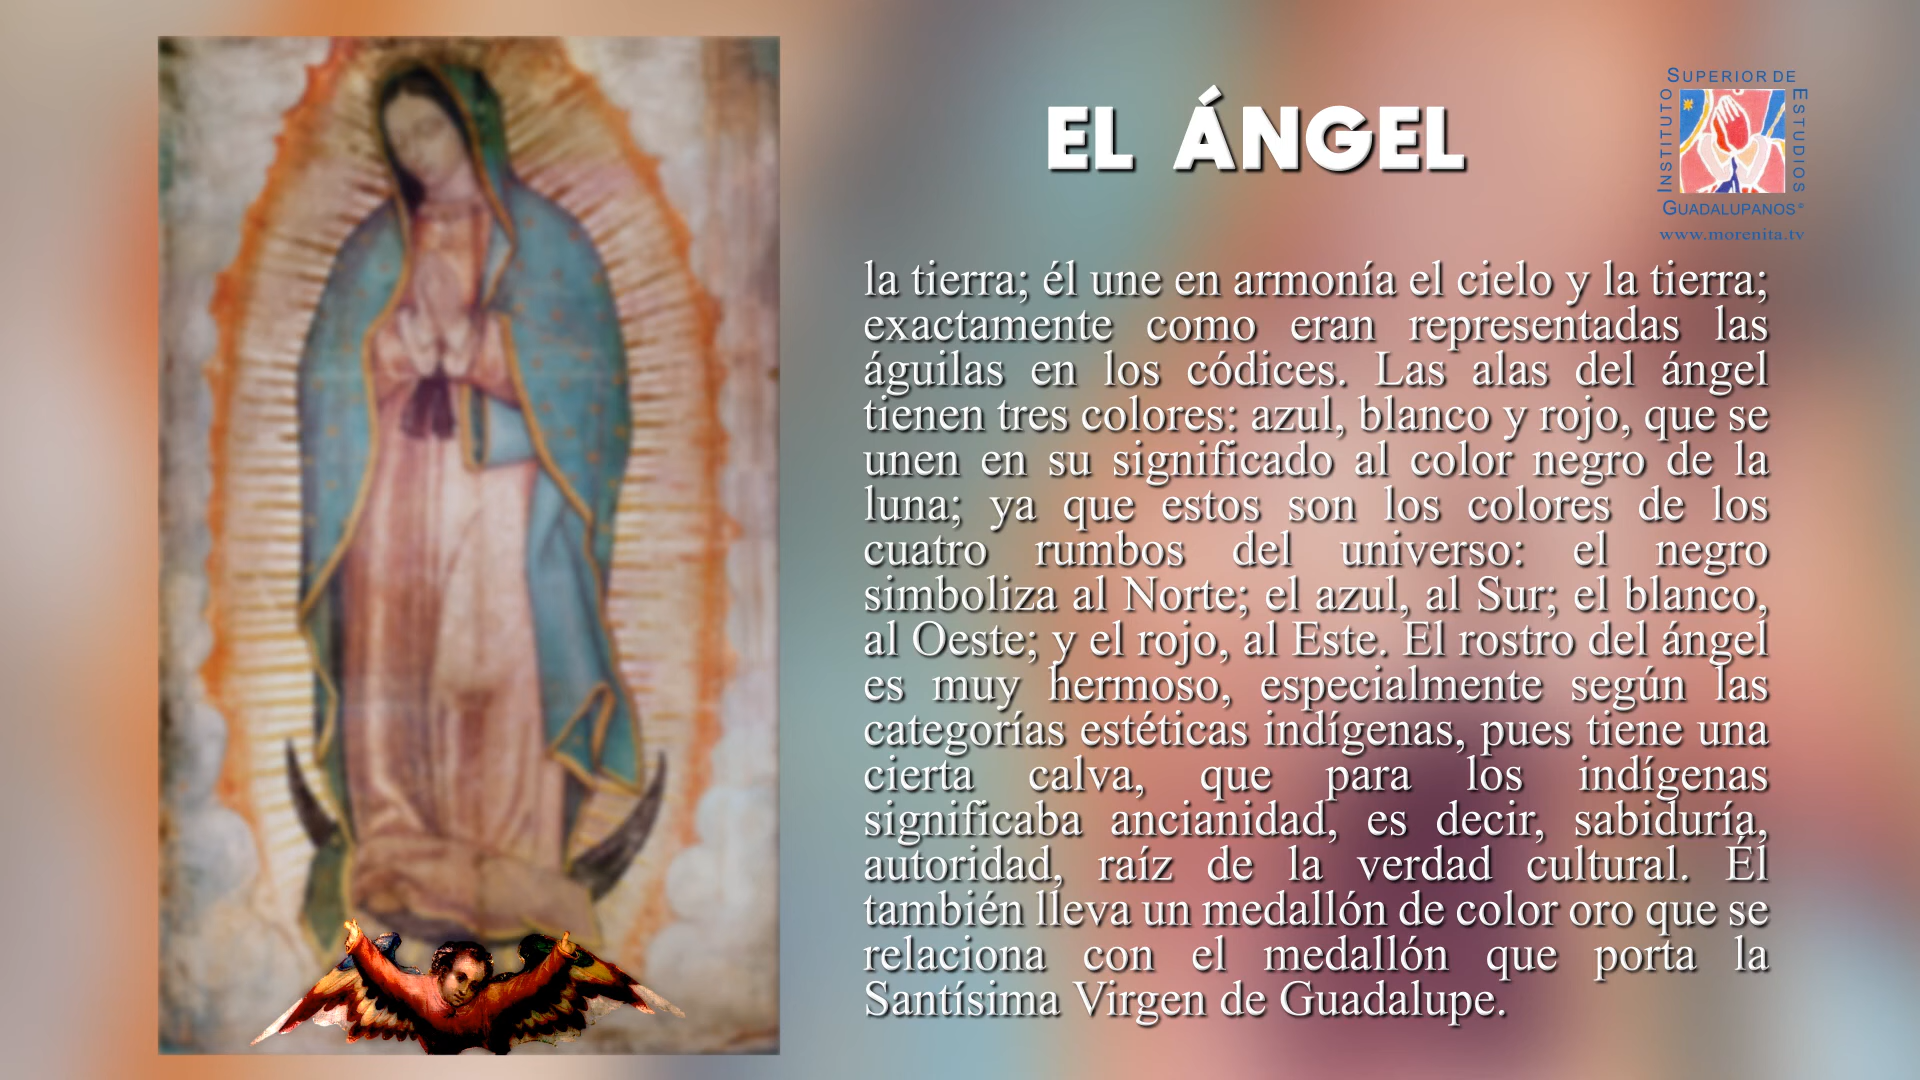 EL ÁNGEL
SUPERIOR DE
INSTITUTO
ESTUDIOS
GUADALUPANOS®
www.morenita.tv
la tierra; él une en armonía el cielo y la tierra;
exactamente como eran representadas las
águilas en los códices. Las alas del ángel
tienen tres colores: azul, blanco y rojo, que se
unen en su significado al color negro de la
luna; ya que estos son los colores de los
cuatro rumbos del universo: el negro
simboliza al Norte; el azul, al Sur; el blanco,
al Oeste; y el rojo, al Este. El rostro del ángel
es muy hermoso, especialmente según las
categorías estéticas indígenas, pues tiene una
cierta calva, que para los indígenas
significaba ancianidad, es decir, sabiduría,
autoridad, raíz de la verdad cultural. Él
también lleva un medallón de color oro que se
relaciona con el medallón que porta la
Santísima Virgen de Guadalupe.